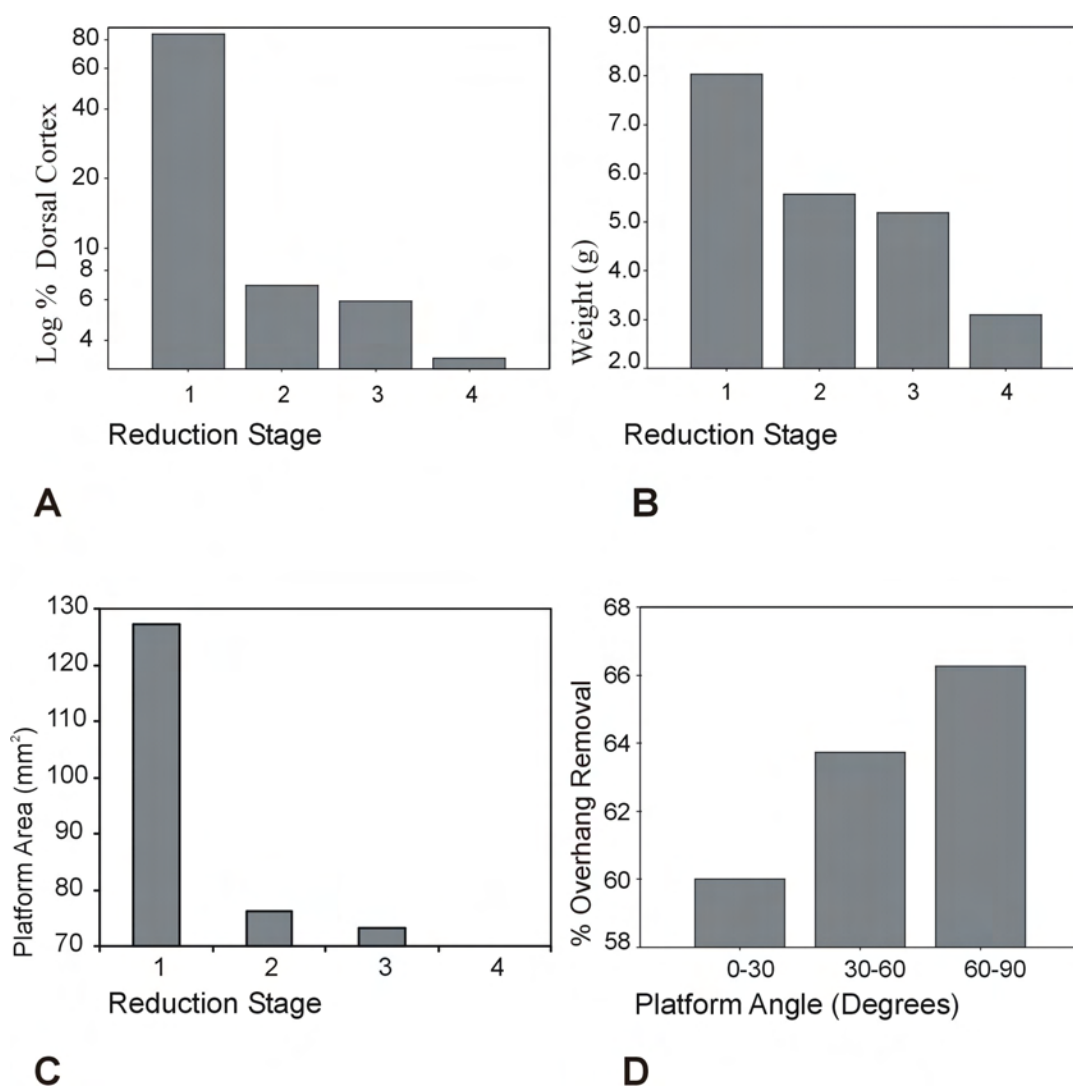 Log % Dorsal Cortex
80
60
40
20
10
8
6
4
1 2 3 4
Reduction Stage
A
Weight (g)
9.0
8.0
7.0
6.0
5.0
4.0
3.0
2.0
1 2 3 4
Reduction Stage
B
Platform Area (mm²)
130
120
110
100
90
80
70
1 2 3 4
Reduction Stage
C
% Overhang Removal
68
66
64
62
60
58
0-30 30-60 60-90
Platform Angle (Degrees)
D